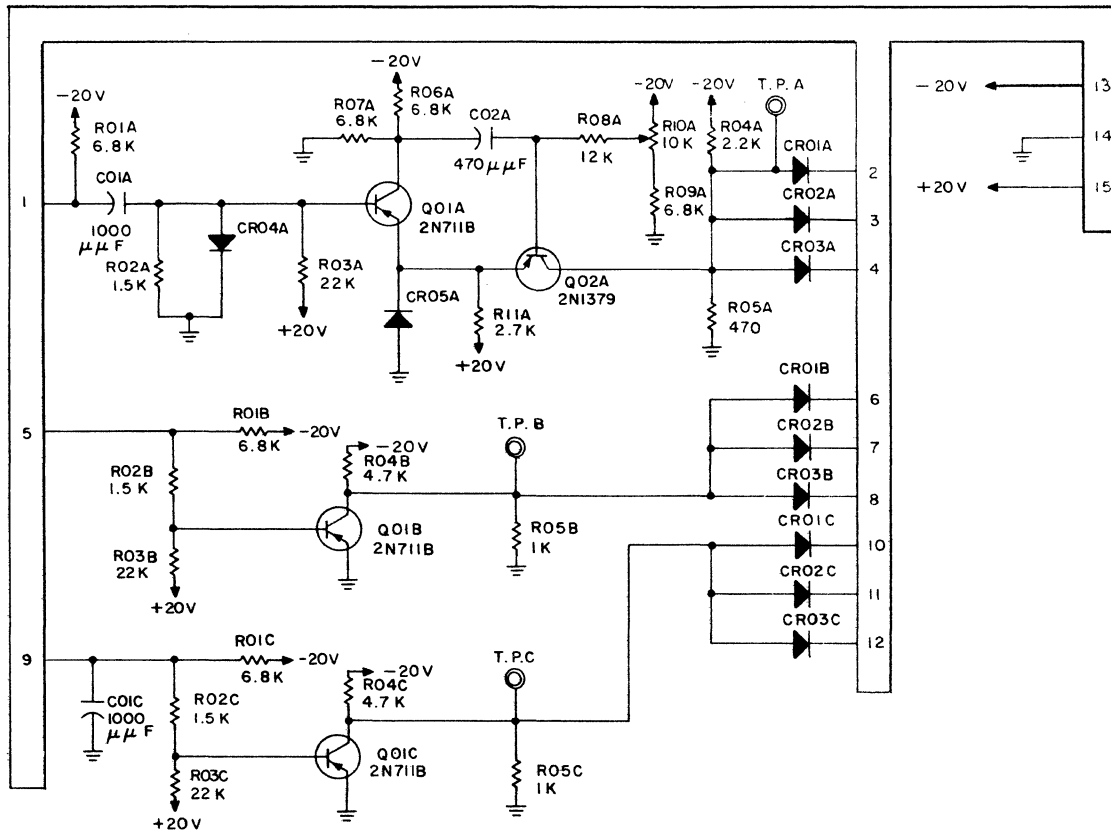 -20V
R01A
6.8K
1
C01A
1000
μμF
R02A
1.5K
CR04A
R03A
22K
+20V
-20V
R06A
6.8K
R07A
6.8K
C02A
470μμF
R08A
12K
-20V
R10A
10K
R09A
6.8K
Q01A
2N711B
CR05A
R11A
2.7K
+20V
Q02A
2N1379
-20V
T.P.A
R04A
2.2K
R05A
470
CR01A
2
CR02A
3
CR03A
4
-20V
13
14
+20V
15
5
R01B
6.8K
-20V
R02B
1.5K
R03B
22K
+20V
-20V
R04B
4.7K
Q01B
2N711B
T.P.B
R05B
1K
CR01B
6
CR02B
7
CR03B
8
CR01C
10
CR02C
11
CR03C
12
9
C01C
1000
μμF
R01C
6.8K
-20V
R02C
1.5K
R03C
22K
+20V
-20V
R04C
4.7K
Q01C
2N711B
T.P.C
R05C
1K